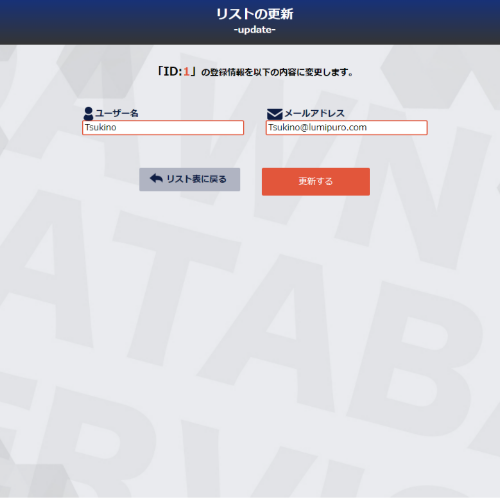 リストの更新
-update-
「ID:1」の登録情報を以下の内容に変更します。
ユーザー名
メールアドレス
Tsukino
Tsukino@lumipuro.com
リスト表に戻る
更新する